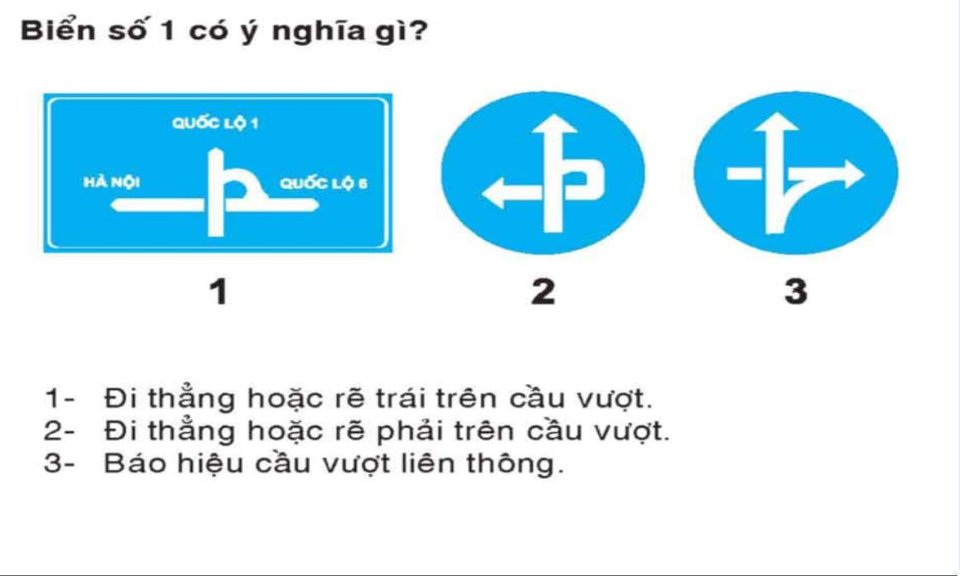 Biển số 1 có ý nghĩa gì?
QUỐC LỘ 1
HÀ NỘI
QUỐC LỘ 6
1
2
3
1- Đi thẳng hoặc rẽ trái trên cầu vượt.
2- Đi thẳng hoặc rẽ phải trên cầu vượt.
3- Báo hiệu cầu vượt liên thông.